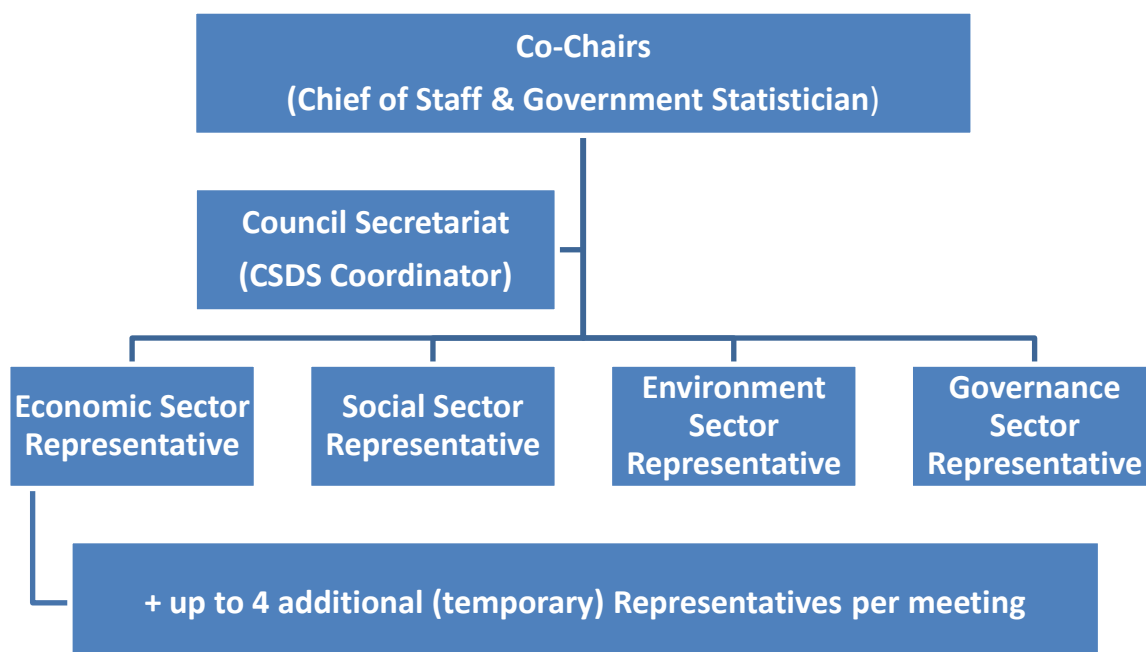 Co-Chairs
(Chief of Staff & Government Statistician)
Council Secretariat
(CSDS Coordinator)
Economic Sector
Representative
Social Sector
Representative
Environment
Sector
Representative
Governance
Sector
Representative
+ up to 4 additional (temporary) Representatives per meeting